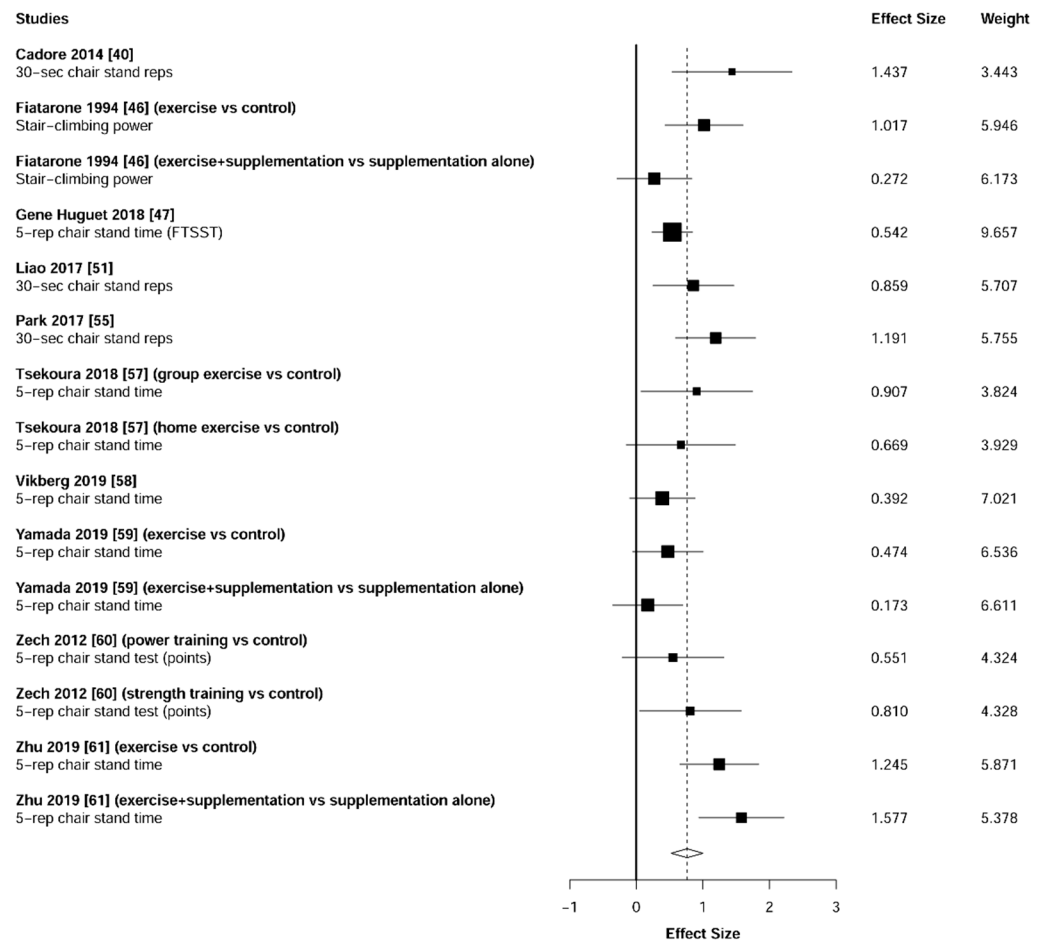 Studies Effect Size Weight
Cadore 2014 [40]
30−sec chair stand reps 1.437 3.443
Fiatarone 1994 [46] (exercise vs control)
Stair−climbing power 1.017 5.946
Fiatarone 1994 [46] (exercise+supplementation vs supplementation alone)
Stair−climbing power 0.272 6.173
Gene Huguet 2018 [47]
5−rep chair stand time (FTSST) 0.542 9.657
Liao 2017 [51]
30−sec chair stand reps 0.859 5.707
Park 2017 [55]
30−sec chair stand reps 1.191 5.755
Tsekoura 2018 [57] (group exercise vs control)
5−rep chair stand time 0.907 3.824
Tsekoura 2018 [57] (home exercise vs control)
5−rep chair stand time 0.669 3.929
Vikberg 2019 [58]
5−rep chair stand time 0.392 7.021
Yamada 2019 [59] (exercise vs control)
5−rep chair stand time 0.474 6.536
Yamada 2019 [59] (exercise+supplementation vs supplementation alone)
5−rep chair stand time 0.173 6.611
Zech 2012 [60] (power training vs control)
5−rep chair stand test (points) 0.551 4.324
Zech 2012 [60] (strength training vs control)
5−rep chair stand test (points) 0.810 4.328
Zhu 2019 [61] (exercise vs control)
5−rep chair stand time 1.245 5.871
Zhu 2019 [61] (exercise+supplementation vs supplementation alone)
5−rep chair stand time 1.577 5.378
−1 0 1 2 3
Effect Size